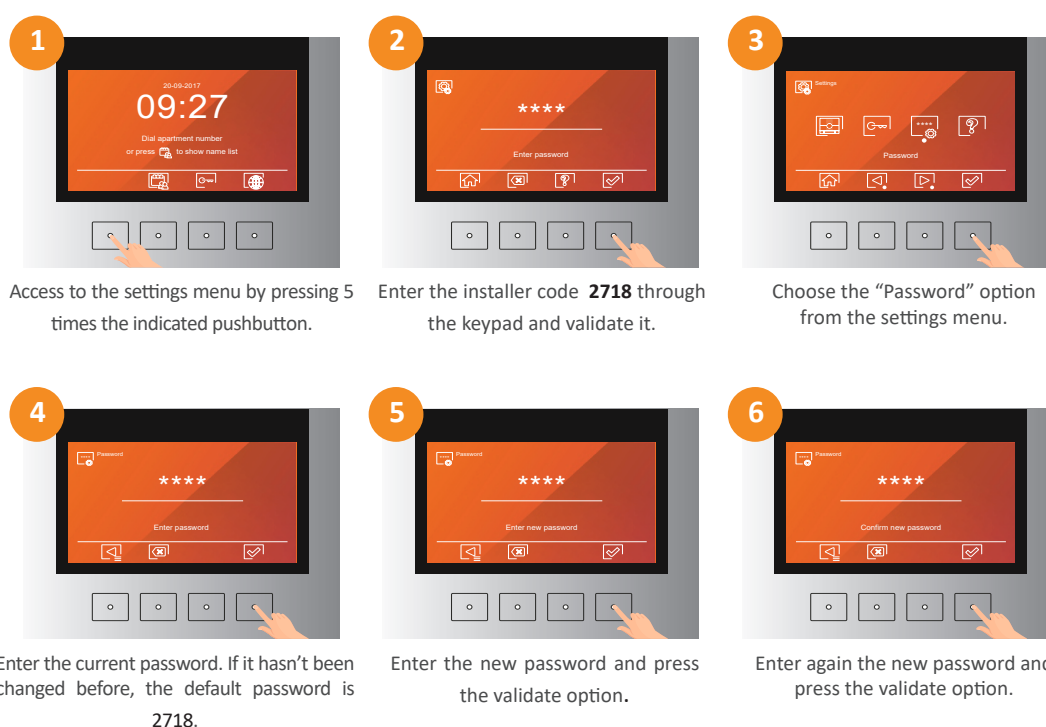 1
20-09-2017
09:27
Dial apartment number
or press to show name list
Access to the settings menu by pressing 5
times the indicated pushbutton.
2
****
Enter password
Enter the installer code 2718 through
the keypad and validate it.
3
Settings
****
Password
Choose the “Password” option
from the settings menu.
4
****
Password
****
Enter password
Enter the current password. If it hasn’t been
changed before, the default password is
2718.
5
****
Password
****
Enter new password
Enter the new password and press
the validate option.
6
****
Password
****
Confirm new password
Enter again the new password and
press the validate option.